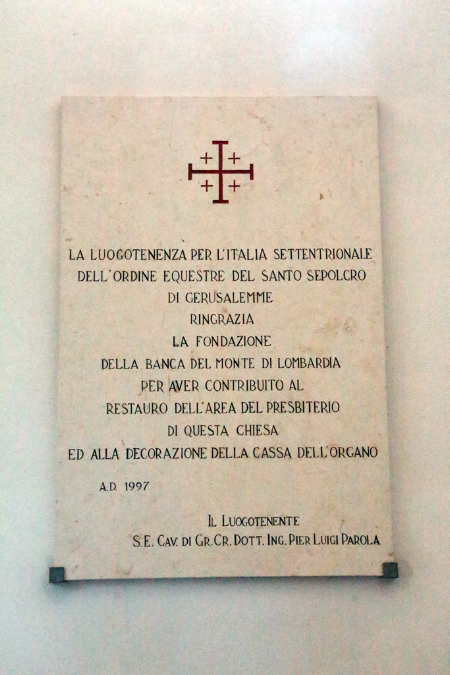 LA LUOGOTENENZA PER L'ITALIA SETTENTRIONALE
DELL'ORDINE EQUESTRE DEL SANTO SEPOLCRO
DI GERUSALEMME
RINGRAZIA
LA FONDAZIONE
DELLA BANCA DEL MONTE DI LOMBARDIA
PER AVER CONTRIBUITO AL
RESTAURO DELL'AREA DEL PRESBITERIO
DI QUESTA CHIESA
ED ALLA DECORAZIONE DELLA CASSA DELL'ORGANO
A.D. 1997
IL LUOGOTENENTE
S.E. CAV. DI GR. CR. DOTT. ING. PIER LUIGI PAROLA